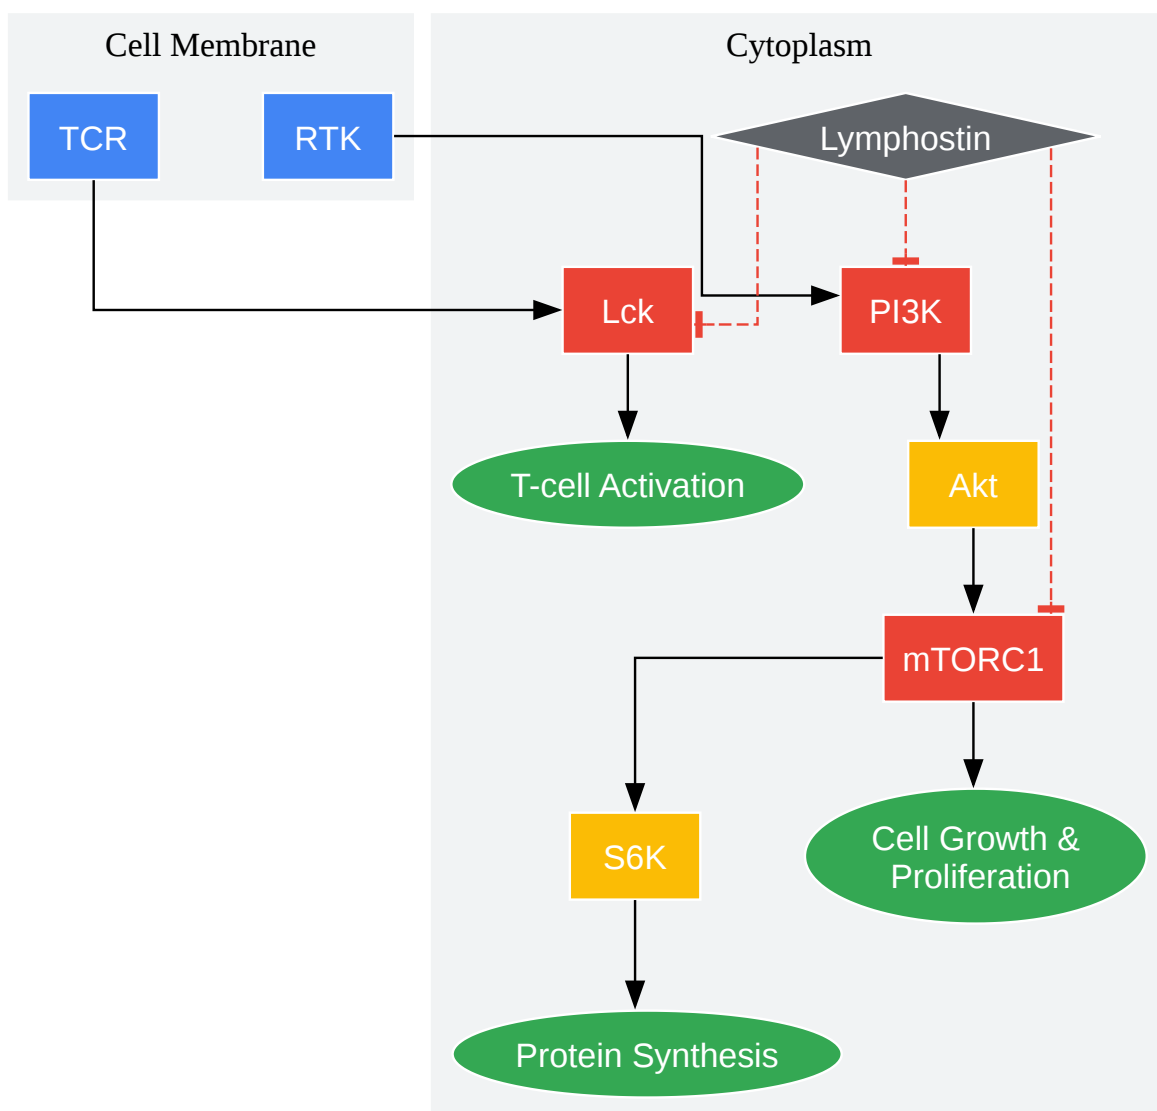 Cell Membrane
Cytoplasm
TCR
RTK
Lymphostin
Lck
PI3K
T-cell Activation
Akt
mTORC1
S6K
Cell Growth &
Proliferation
Protein Synthesis